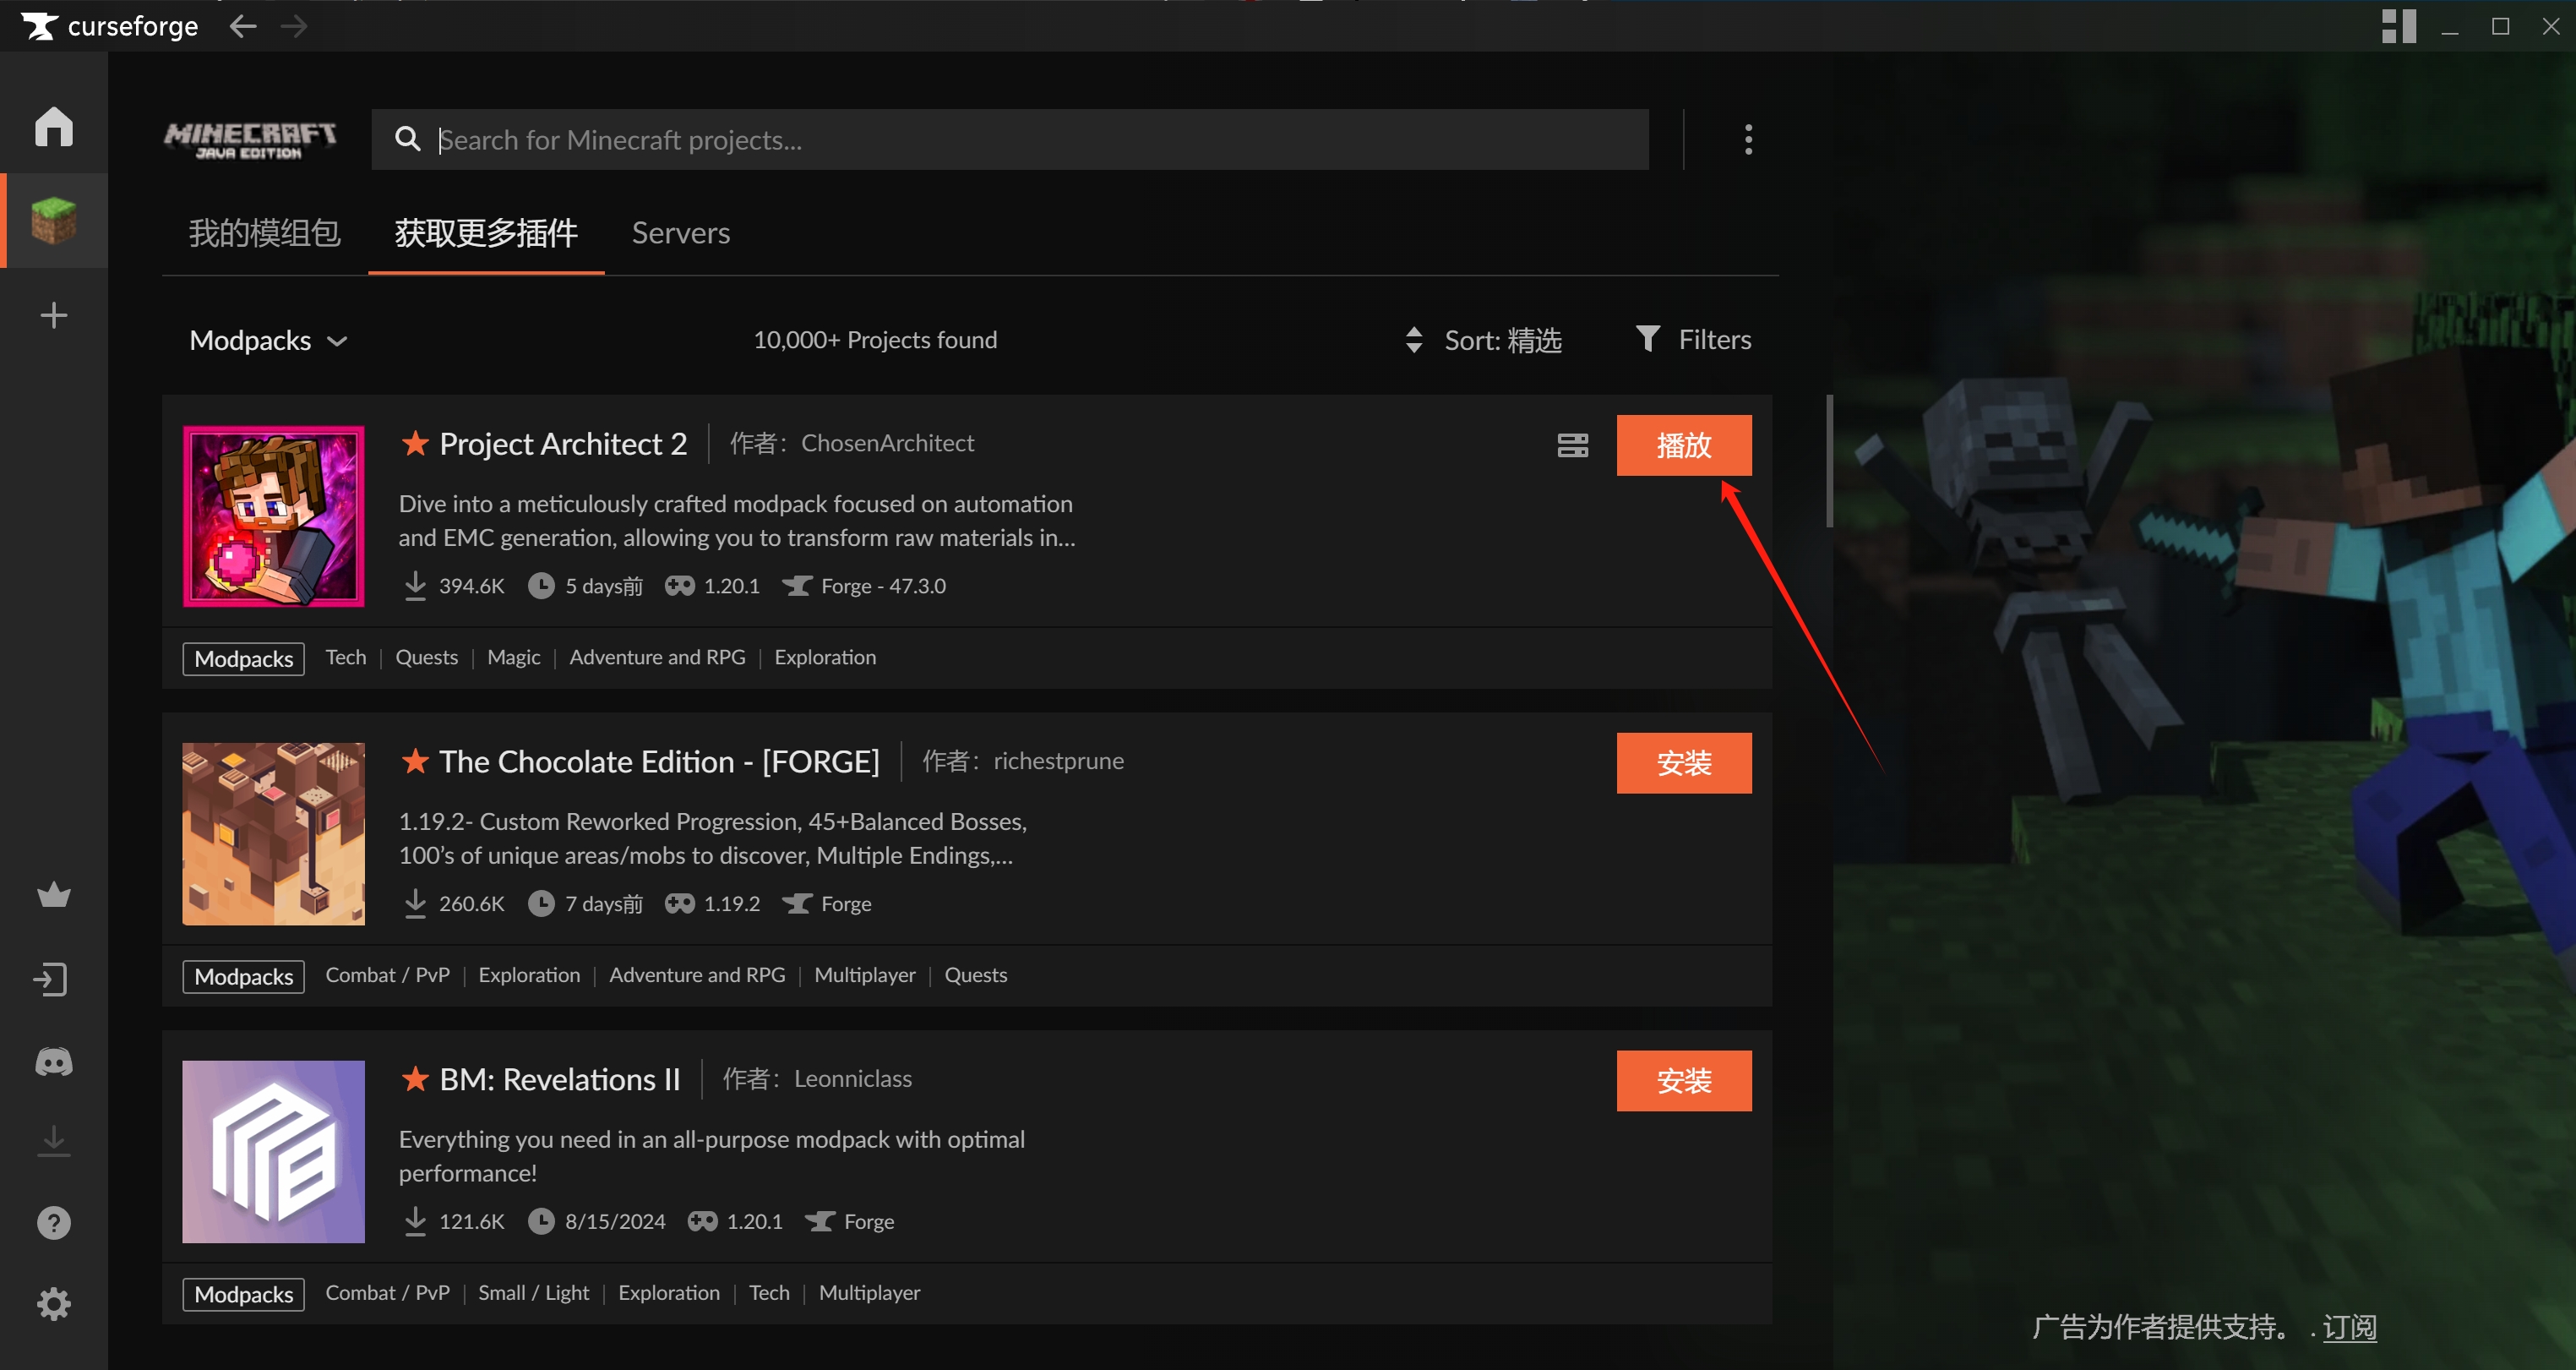 curseforge
MINECRAFT
JAVA EDITION
Search for Minecraft projects...
我的模组包
获取更多插件
Servers
Modpacks
10,000+ Projects found
Sort: 精选
Filters
Project Architect 2
作者： ChosenArchitect
播放
Dive into a meticulously crafted modpack focused on automation
and EMC generation, allowing you to transform raw materials in...
394.6K 5 days前 1.20.1 Forge - 47.3.0
Modpacks Tech | Quests | Magic | Adventure and RPG | Exploration
The Chocolate Edition - [FORGE]
作者： richestprune
安装
1.19.2- Custom Reworked Progression, 45+Balanced Bosses,
100’s of unique areas/mobs to discover, Multiple Endings,...
260.6K 7 days前 1.19.2 Forge
Modpacks Combat / PvP | Exploration | Adventure and RPG | Multiplayer | Quests
BM: Revelations II
作者： Leonniclass
安装
Everything you need in an all-purpose modpack with optimal
performance!
121.6K 8/15/2024 1.20.1 Forge
Modpacks Combat / PvP | Small / Light | Exploration | Tech | Multiplayer
广告为作者提供支持。 . 订阅